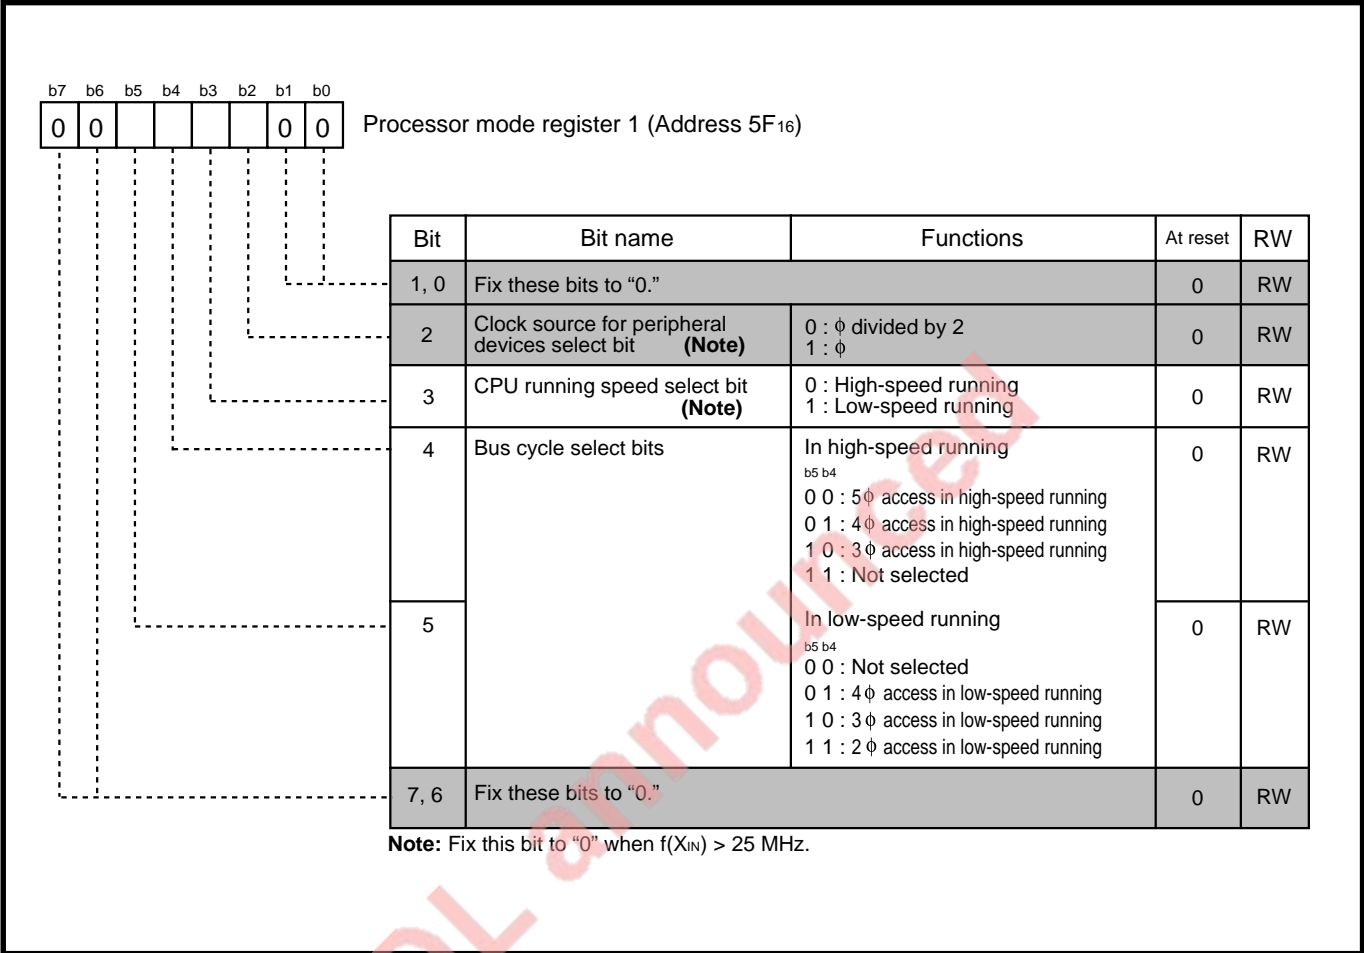 b7 b6 b5 b4 b3 b2 b1 b0
0 0 0 0 Processor mode register 1 (Address 5F16)
Bit Bit name Functions At reset RW
1, 0 Fix these bits to “0.” 0 RW
2 Clock source for peripheral devices select bit (Note) 0 : ϕ divided by 2 0 RW
1 : ϕ
3 CPU running speed select bit (Note) 0 : High-speed running 0 RW
1 : Low-speed running
4 Bus cycle select bits In high-speed running 0 RW
b5 b4
0 0 : 5ϕ access in high-speed running
0 1 : 4ϕ access in high-speed running
1 0 : 3ϕ access in high-speed running
1 1 : Not selected
5 In low-speed running 0 RW
b5 b4
0 0 : Not selected
0 1 : 4ϕ access in low-speed running
1 0 : 3ϕ access in low-speed running
1 1 : 2ϕ access in low-speed running
7, 6 Fix these bits to “0.” 0 RW
Note: Fix this bit to “0” when f(XIN) > 25 MHz.
OL announced